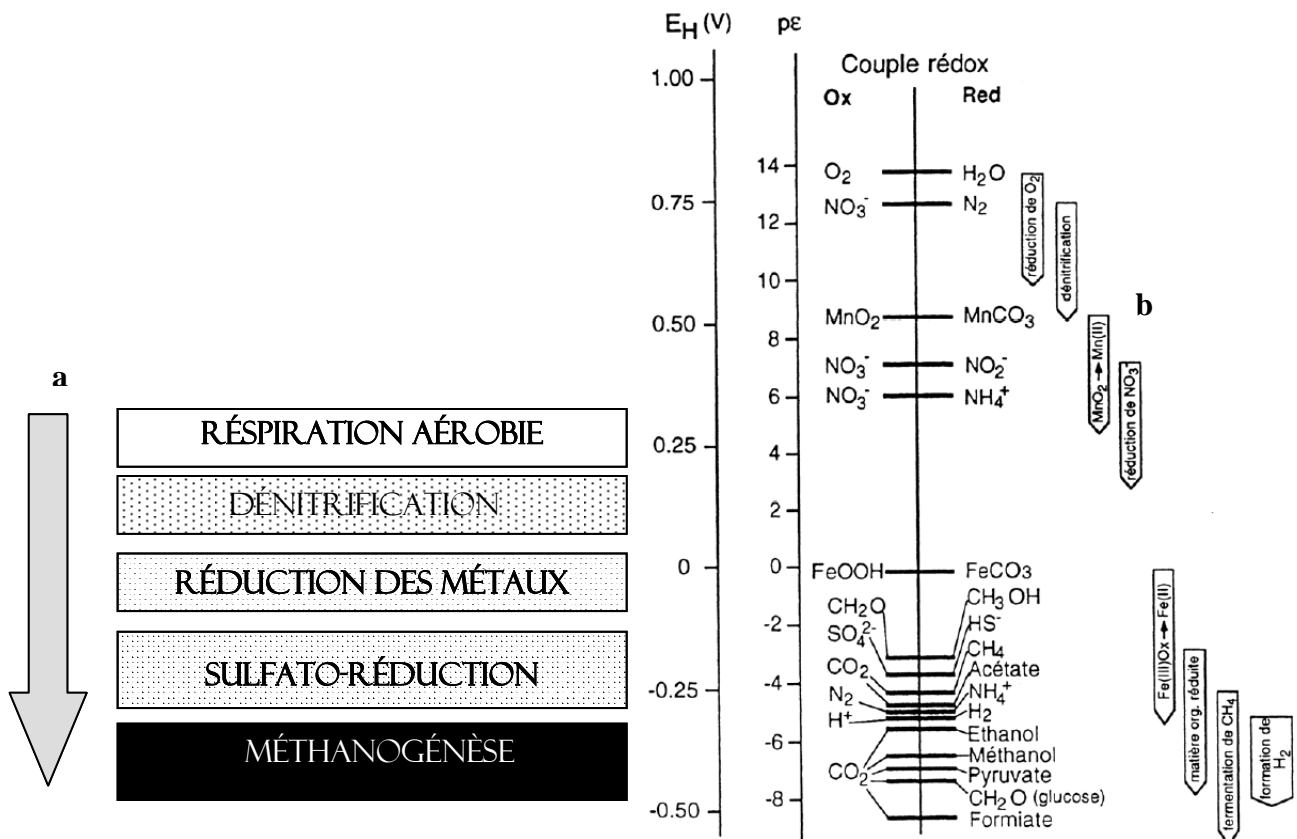 a
RÉSPIRATION AÉROBIE
DÉNITRIFICATION
RÉDUCTION DES MÉTAUX
SULFATO-RÉDUCTION
MÉTHANOGÉNÈSE
E_H (V)
pε
1.00
0.75
0.50
0.25
0
-0.25
-0.50
14
12
10
8
6
4
2
0
-2
-4
-6
-8
Couple rédox
Ox
Red
O₂
H₂O
NO₃⁻
N₂
MnO₂
MnCO₃
NO₃⁻
NO₂⁻
NO₃⁻
NH₄⁺
FeOOH
FeCO₃
CH₂O
CH₃OH
SO₄²⁻
HS⁻
CO₂
CH₄
Acétate
N₂
NH₄⁺
H⁺
H₂
Ethanol
Méthanol
CO₂
Pyruvate
CH₂O (glucose)
Formiate
b
réduction de O₂
dénitrification
MnO₂ → Mn(II)
réduction de NO₃⁻
Fe(III)Ox → Fe(II)
matière org. réduite
fermentation de CH₄
formation de
H₂